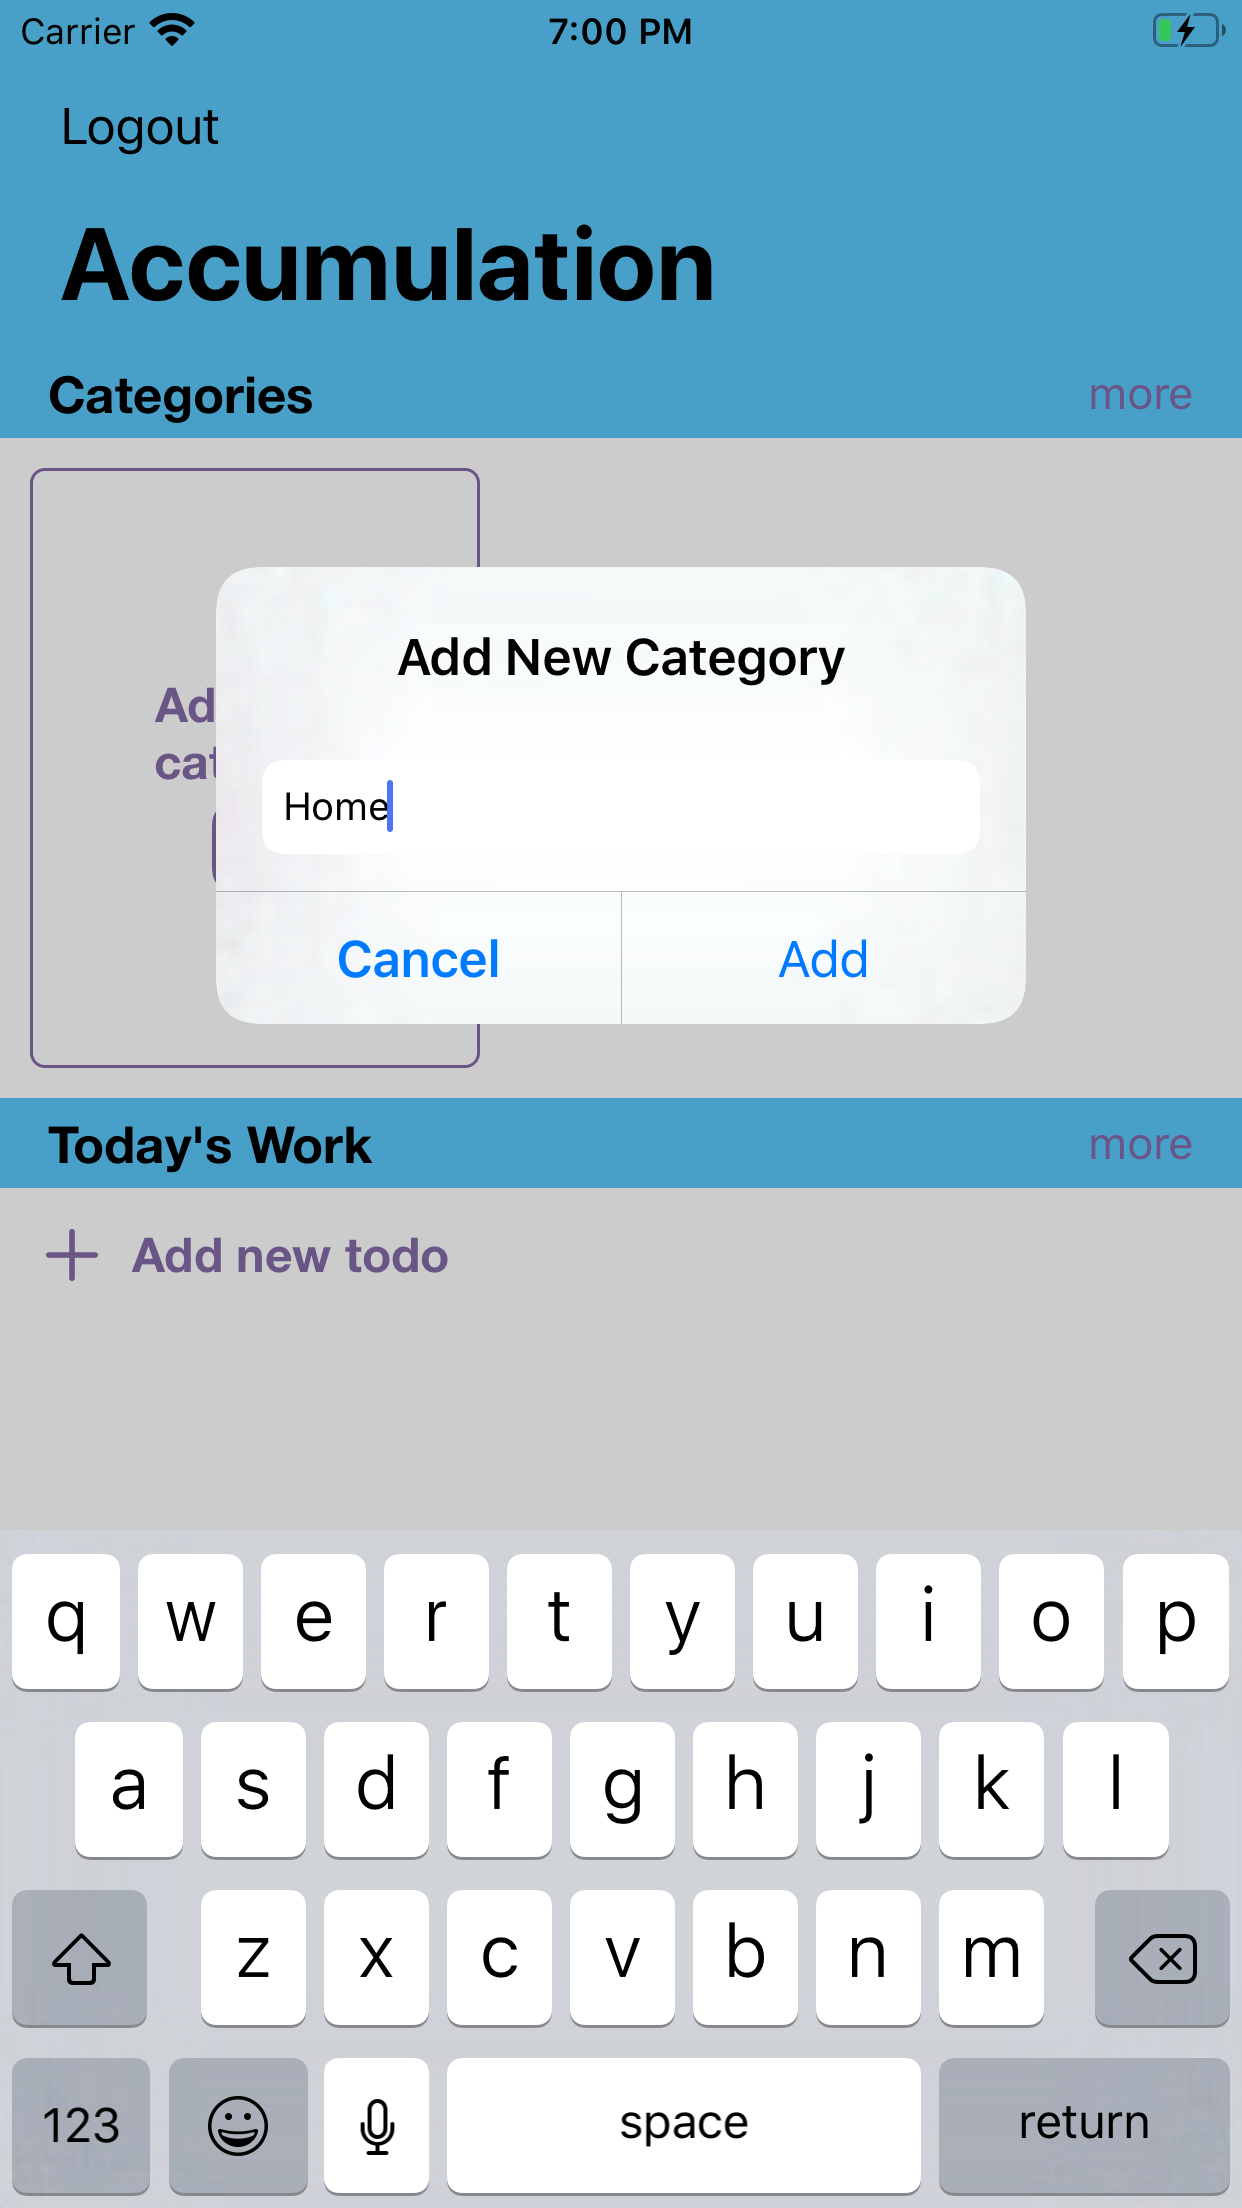 Carrier 7:00 PM
Logout
Accumulation
Categories more
Add New Category
Ad
cat
Home
Cancel Add
Today's Work more
Add new todo
q w e r t y u i o p
a s d f g h j k l
z x c v b n m
123 space return